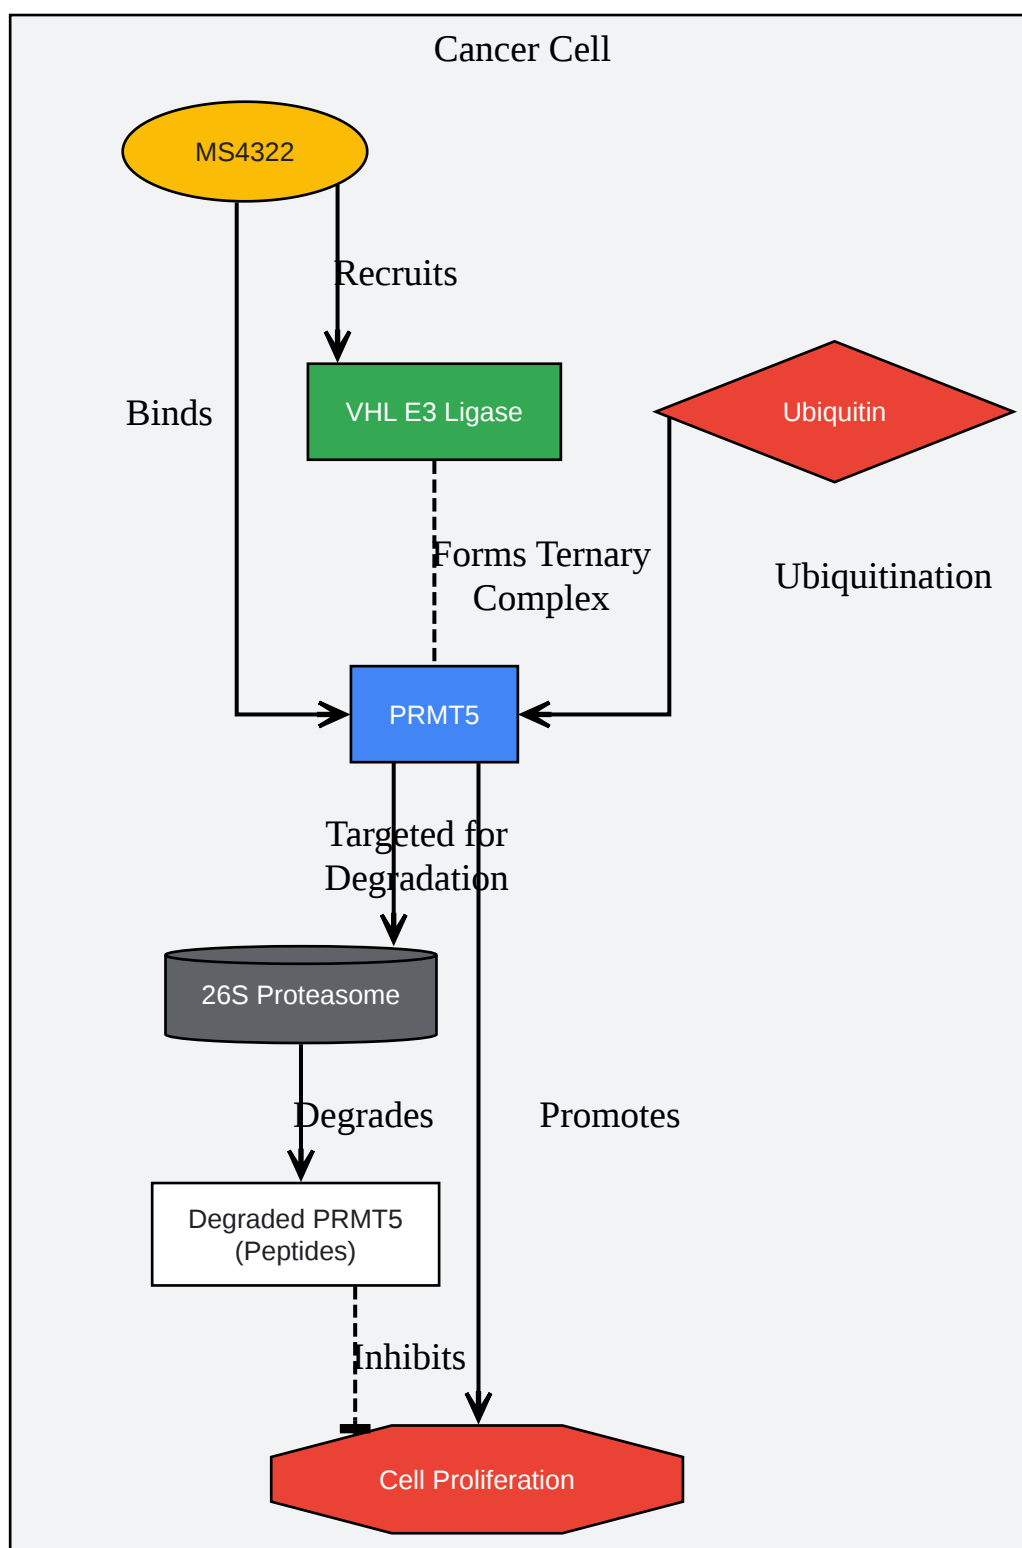 Cancer Cell
MS4322
Recruits
Binds
VHL E3 Ligase
Ubiquitin
Forms Ternary
Complex
Ubiquitination
PRMT5
Targeted for
Degradation
26S Proteasome
Degrades
Promotes
Degraded PRMT5
(Peptides)
Inhibits
Cell Proliferation